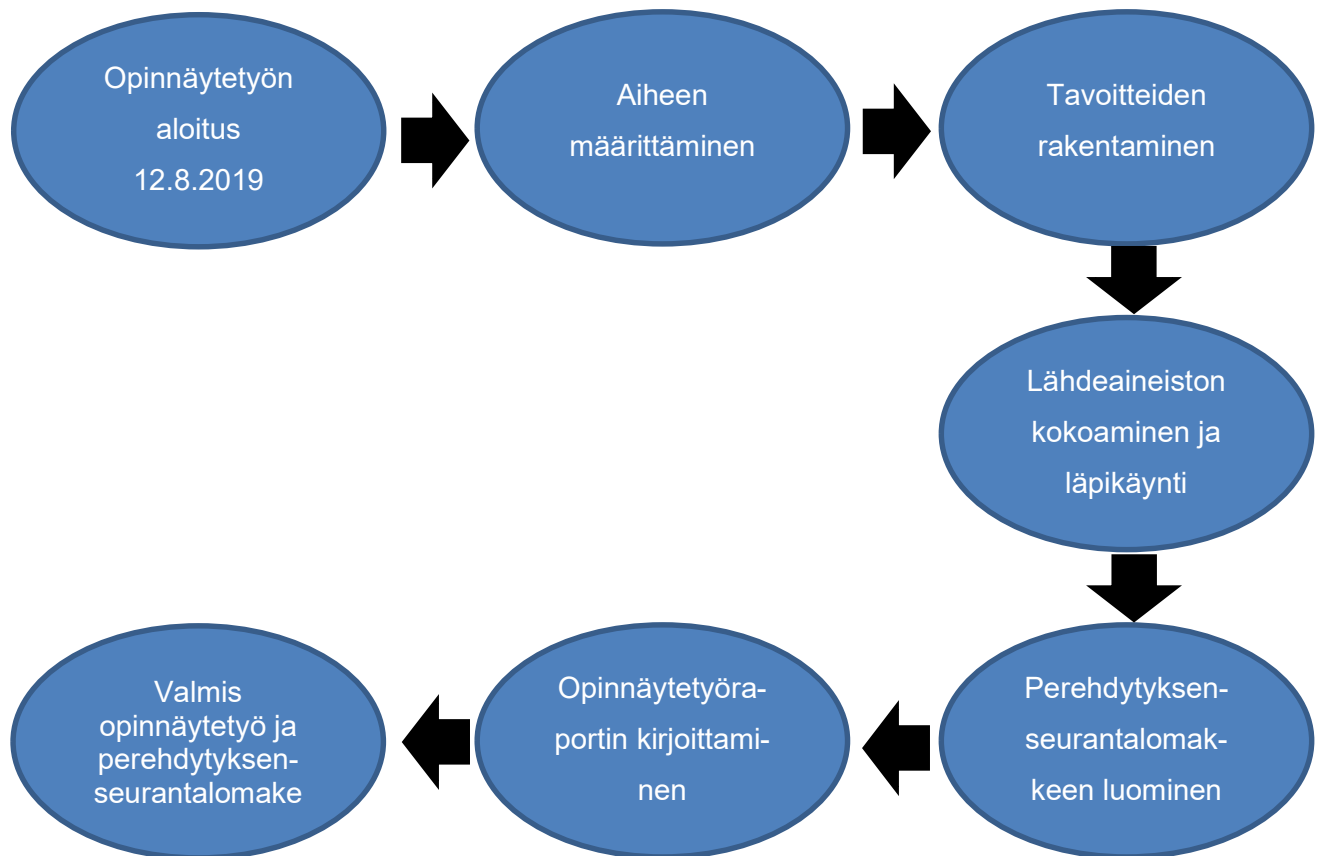 Opinnäytetyön
aloitus
12.8.2019
Aiheen
määrittäminen
Tavoitteiden
rakentaminen
Lähdeaineiston
kokoaminen ja
läpikäynti
Perehdytyksen-
seurantalomak-
keen luominen
Opinnäytetyöra-
portin kirjoittami-
nen
Valmis
opinnäytetyö ja
perehdytyksen-
seurantalomake